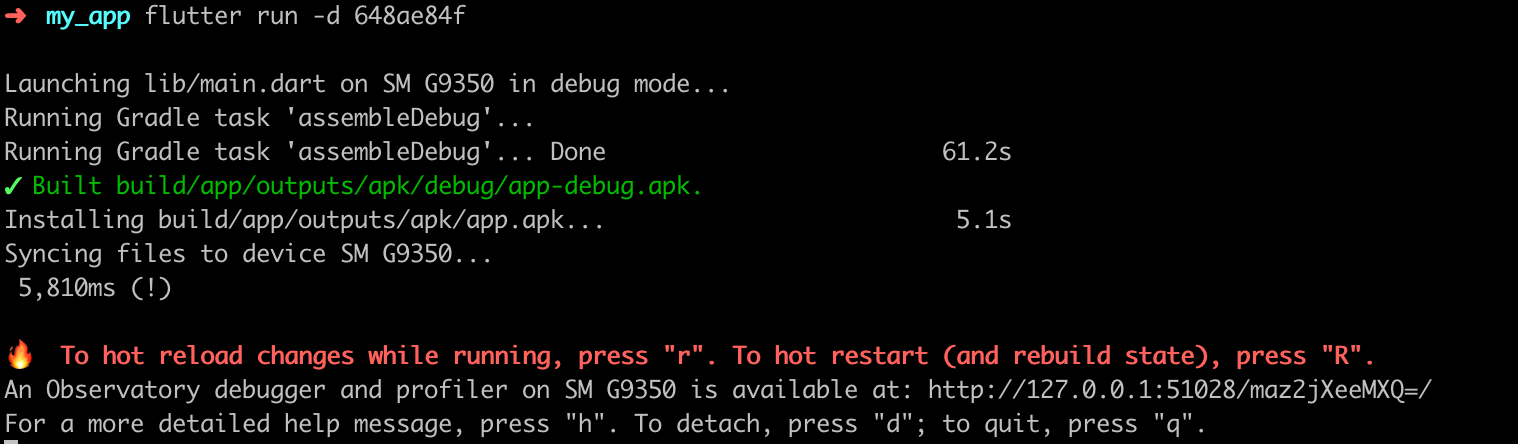 ➜ my_app flutter run -d 648ae84f
Launching lib/main.dart on SM G9350 in debug mode...
Running Gradle task 'assembleDebug'...
Running Gradle task 'assembleDebug'... Done 61.2s
✓ Built build/app/outputs/apk/debug/app-debug.apk.
Installing build/app/outputs/apk/app.apk... 5.1s
Syncing files to device SM G9350...
5,810ms (!)
🔥 To hot reload changes while running, press "r". To hot restart (and rebuild state), press "R".
An Observatory debugger and profiler on SM G9350 is available at: http://127.0.0.1:51028/maz2jXeeMXQ=/
For a more detailed help message, press "h". To detach, press "d"; to quit, press "q".